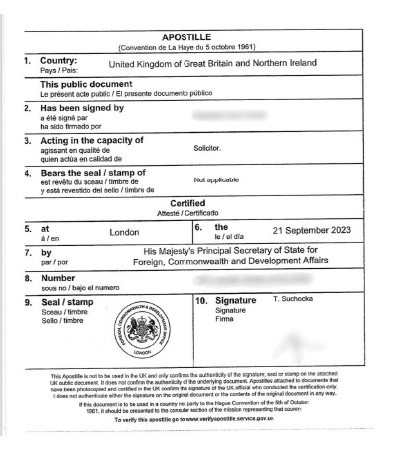 APOSTILLE
(Convention de La Haye du 5 octobre 1961)
1. Country: United Kingdom of Great Britain and Northern Ireland
Pays / Pais:
This public document
Le présent acte public / El presente documento público
2. Has been signed by
a été signé par
ha sido firmado por
3. Acting in the capacity of Solicitor.
agissant en qualité de
quien actúa en calidad de
4. Bears the seal / stamp of Not applicable
est revêtu du sceau / timbre de
y está revestido del sello / timbre de
Certified
Attesté / Certificado
5. at London 6. the 21 September 2023
á / en le / el día
7. by His Majesty's Principal Secretary of State for
par / por Foreign, Commonwealth and Development Affairs
8. Number
sous no / bajo el numero
9. Seal / stamp 10. Signature T. Suchocka
Sceau / timbre Signature
Sello / timbre Firma
FOREIGN, COMMONWEALTH & DEVELOPMENT OFFICE
LONDON
This Apostille is not to be used in the UK and only confirms the authenticity of the signature, seal or stamp on the attached
UK public document. It does not confirm the authenticity of the underlying document. Apostilles attached to documents that
have been photocopied and certified in the UK confirm the signature of the UK official who conducted the certification only.
It does not authenticate either the signature on the original document or the contents of the original document in any way.
If this document is to be used in a country no party to the Hague Convention of the 5th of October
1961, it should be presented to the consular section of the mission representing that
To verify this apostille go to www.verifyapostille.service.gov.